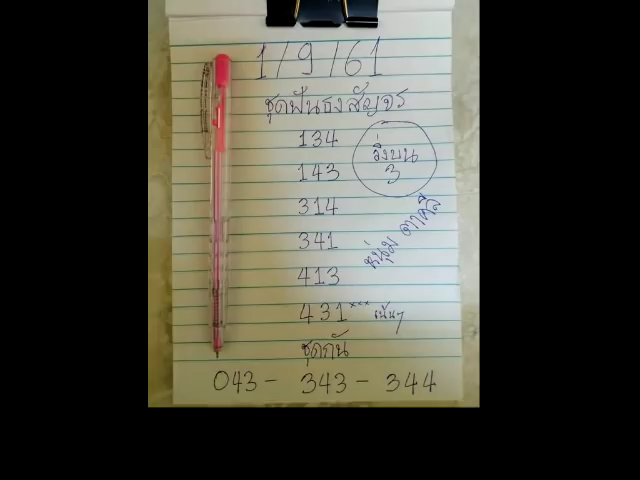 1/9/61
ชุดฟันธงสัญจร
134
วิ่งบน
3
143
314
341
หนุ่ม ตาคลี
413
431*** เน้นๆ
ชุดกัน
043- 343- 344